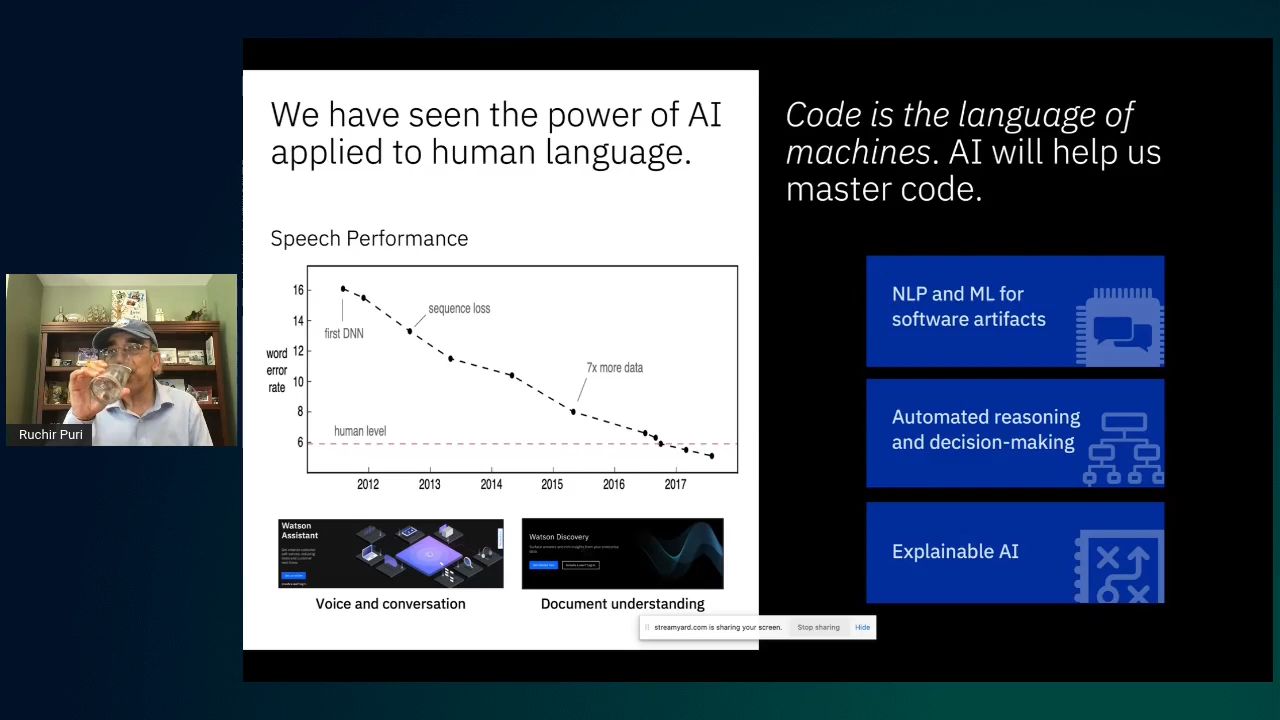 We have seen the power of AI
applied to human language.
Speech Performance
word
error
rate
16
14
12
10
8
6
first DNN
sequence loss
7x more data
human level
2012
2013
2014
2015
2016
2017
Watson
Assistant
Watson Discovery
Voice and conversation
Document understanding
Code is the language of
machines. AI will help us
master code.
NLP and ML for
software artifacts
Automated reasoning
and decision-making
Explainable AI
Ruchir Puri
streamyard.com is sharing your screen.
Stop sharing
Hide